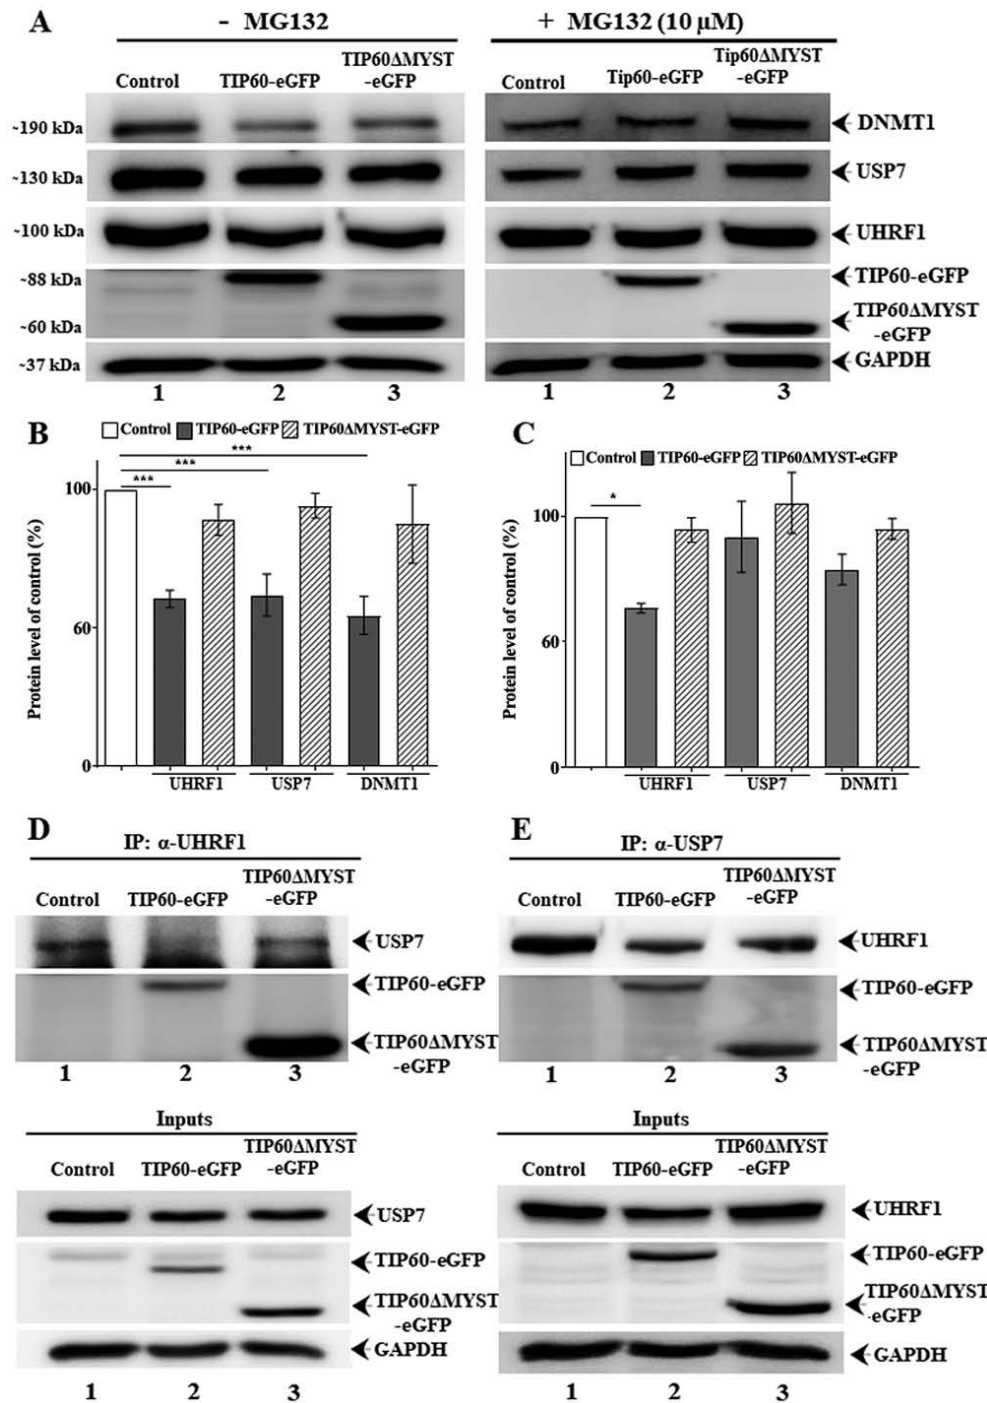 A
- MG132
+ MG132 (10 µM)
Control
TIP60-eGFP
TIP60ΔMYST
-eGFP
Control
Tip60-eGFP
Tip60ΔMYST
-eGFP
~190 kDa
DNMT1
~130 kDa
USP7
~100 kDa
UHRF1
~88 kDa
TIP60-eGFP
~60 kDa
TIP60ΔMYST
-eGFP
~37 kDa
GAPDH
1 2 3
1 2 3
B
Control TIP60-eGFP TIP60ΔMYST-eGFP
***
***
***
Protein level of control (%)
100
60
0
UHRF1 USP7 DNMT1
C
Control TIP60-eGFP TIP60ΔMYST-eGFP
*
Protein level of control (%)
100
60
0
UHRF1 USP7 DNMT1
D
IP: α-UHRF1
Control
TIP60-eGFP
TIP60ΔMYST
-eGFP
USP7
TIP60-eGFP
TIP60ΔMYST
-eGFP
1 2 3
Inputs
Control
TIP60-eGFP
TIP60ΔMYST
-eGFP
USP7
TIP60-eGFP
TIP60ΔMYST
-eGFP
GAPDH
1 2 3
E
IP: α-USP7
Control
TIP60-eGFP
TIP60ΔMYST
-eGFP
UHRF1
TIP60-eGFP
TIP60ΔMYST
-eGFP
1 2 3
Inputs
Control
TIP60-eGFP
TIP60ΔMYST
-eGFP
UHRF1
TIP60-eGFP
TIP60ΔMYST
-eGFP
GAPDH
1 2 3